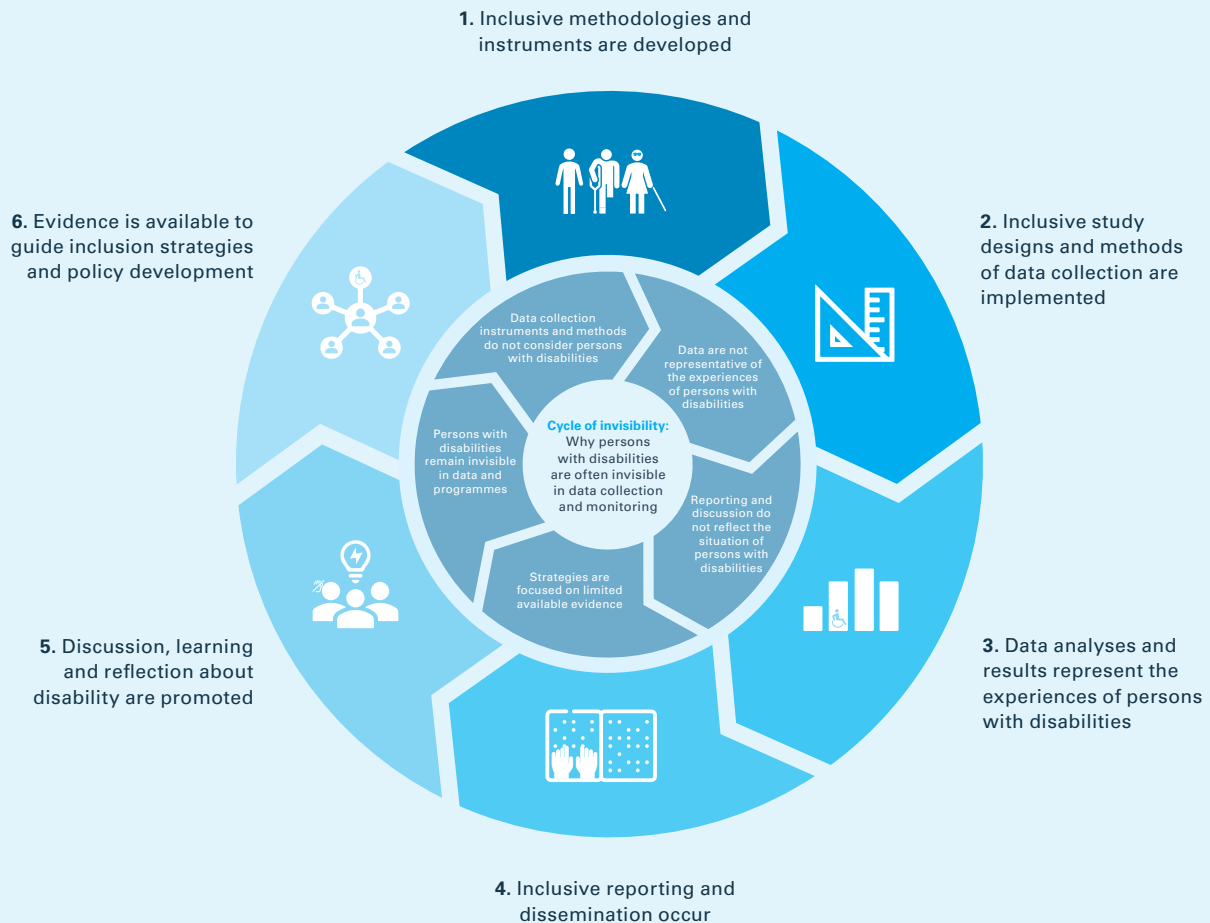 1. Inclusive methodologies and
instruments are developed
2. Inclusive study
designs and methods
of data collection are
implemented
3. Data analyses and
results represent the
experiences of persons
with disabilities
4. Inclusive reporting and
dissemination occur
5. Discussion, learning
and reflection about
disability are promoted
6. Evidence is available to
guide inclusion strategies
and policy development
Data collection
instruments and methods
do not consider persons
with disabilities
Data are not
representative of
the experiences
of persons with
disabilities
Reporting and
discussion do
not reflect the
situation of
persons with
disabilities
Strategies are
focused on limited
available evidence
Persons with
disabilities
remain invisible
in data and
programmes
Cycle of invisibility:
Why persons
with disabilities
are often invisible
in data collection
and monitoring